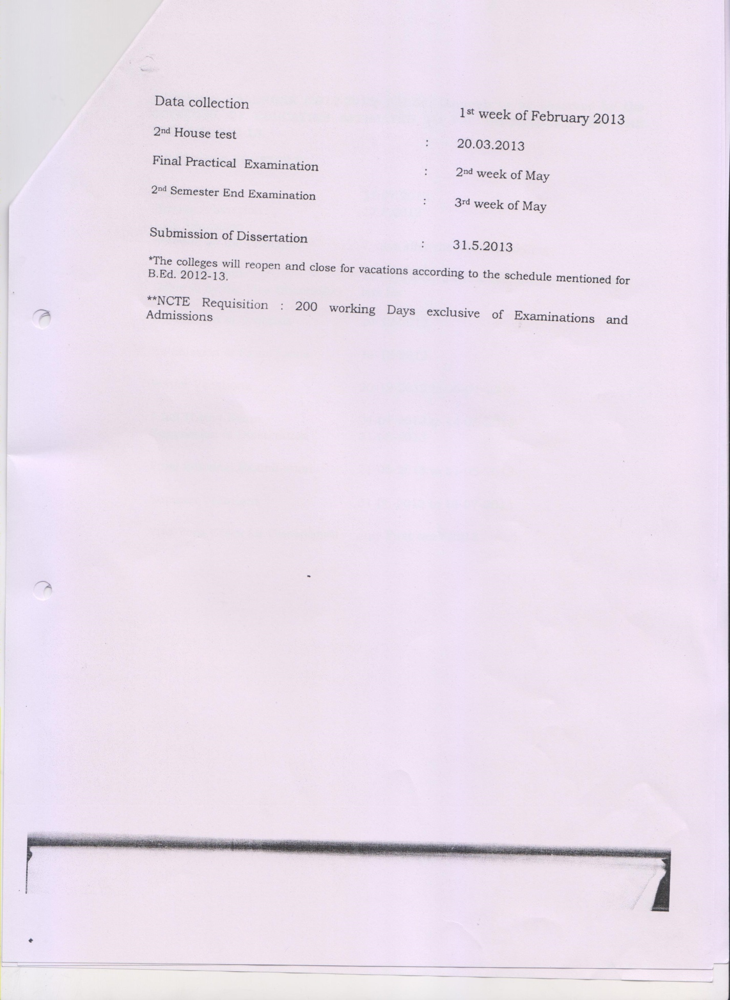 Data collection 1st week of February 2013
2nd House test : 20.03.2013
Final Practical Examination : 2nd week of May
2nd Semester End Examination : 3rd week of May
Submission of Dissertation : 31.5.2013
*The colleges will reopen and close for vacations according to the schedule mentioned for
B.Ed. 2012-13.
**NCTE Requisition : 200 working Days exclusive of Examinations and
Admissions